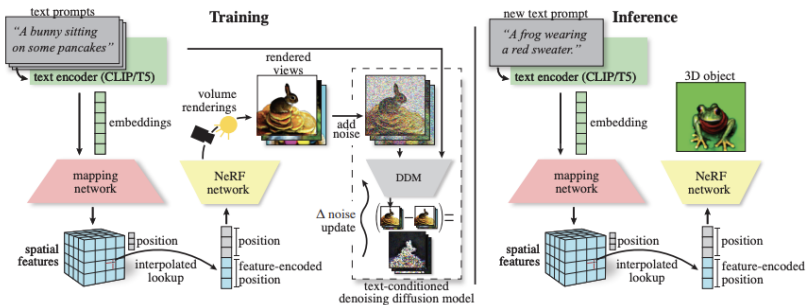 Training
text prompts
“A bunny sitting
on some pancakes”
text encoder (CLIP/T5)
embeddings
mapping
network
spatial
features
position
interpolated
lookup
volume
renderings
rendered
views
NeRF
network
position
feature-encoded
position
add
noise
DDM
Δ noise
update
( − ) =
text-conditioned
denoising diffusion model
Inference
new text prompt
“A frog wearing
a red sweater.”
text encoder (CLIP/T5)
embedding
mapping
network
spatial
features
position
interpolated
lookup
3D object
NeRF
network
position
feature-encoded
position